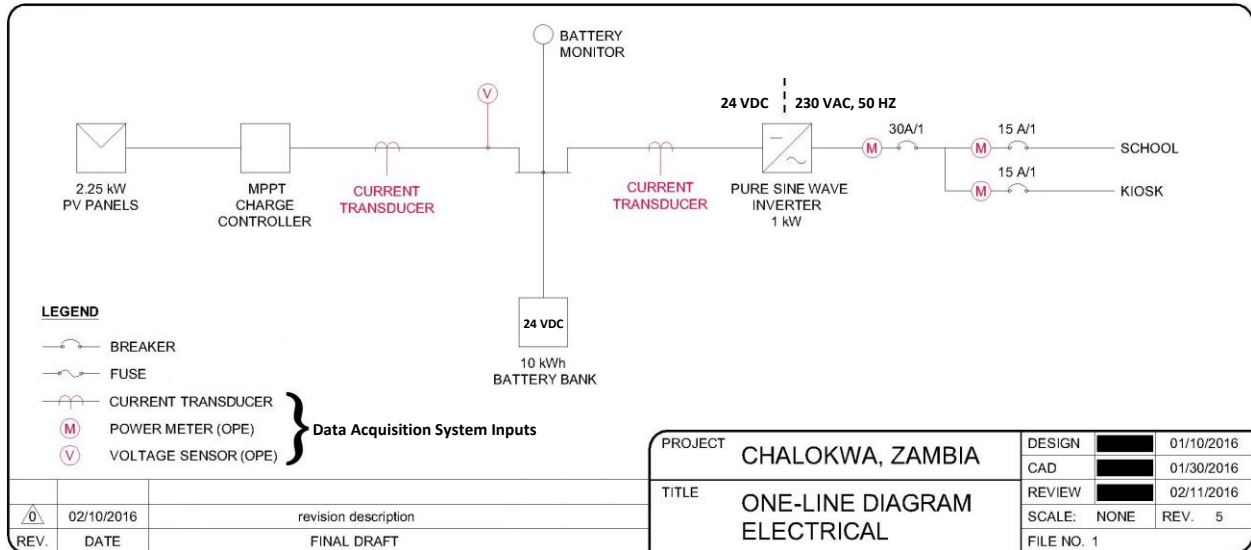 BATTERY
MONITOR
V
24 VDC
230 VAC, 50 HZ
30A/1
15 A/1
M
M
SCHOOL
15 A/1
M
KIOSK
2.25 kW
PV PANELS
MPPT
CHARGE
CONTROLLER
CURRENT
TRANSDUCER
CURRENT
TRANSDUCER
PURE SINE WAVE
INVERTER
1 kW
24 VDC
10 kWh
BATTERY BANK
LEGEND
BREAKER
FUSE
CURRENT TRANSDUCER
M POWER METER (OPE)
V VOLTAGE SENSOR (OPE)
Data Acquisition System Inputs
0 02/10/2016 revision description
REV. DATE FINAL DRAFT
PROJECT CHALOKWA, ZAMBIA
TITLE ONE-LINE DIAGRAM
ELECTRICAL
DESIGN 01/10/2016
CAD 01/30/2016
REVIEW 02/11/2016
SCALE: NONE REV. 5
FILE NO. 1